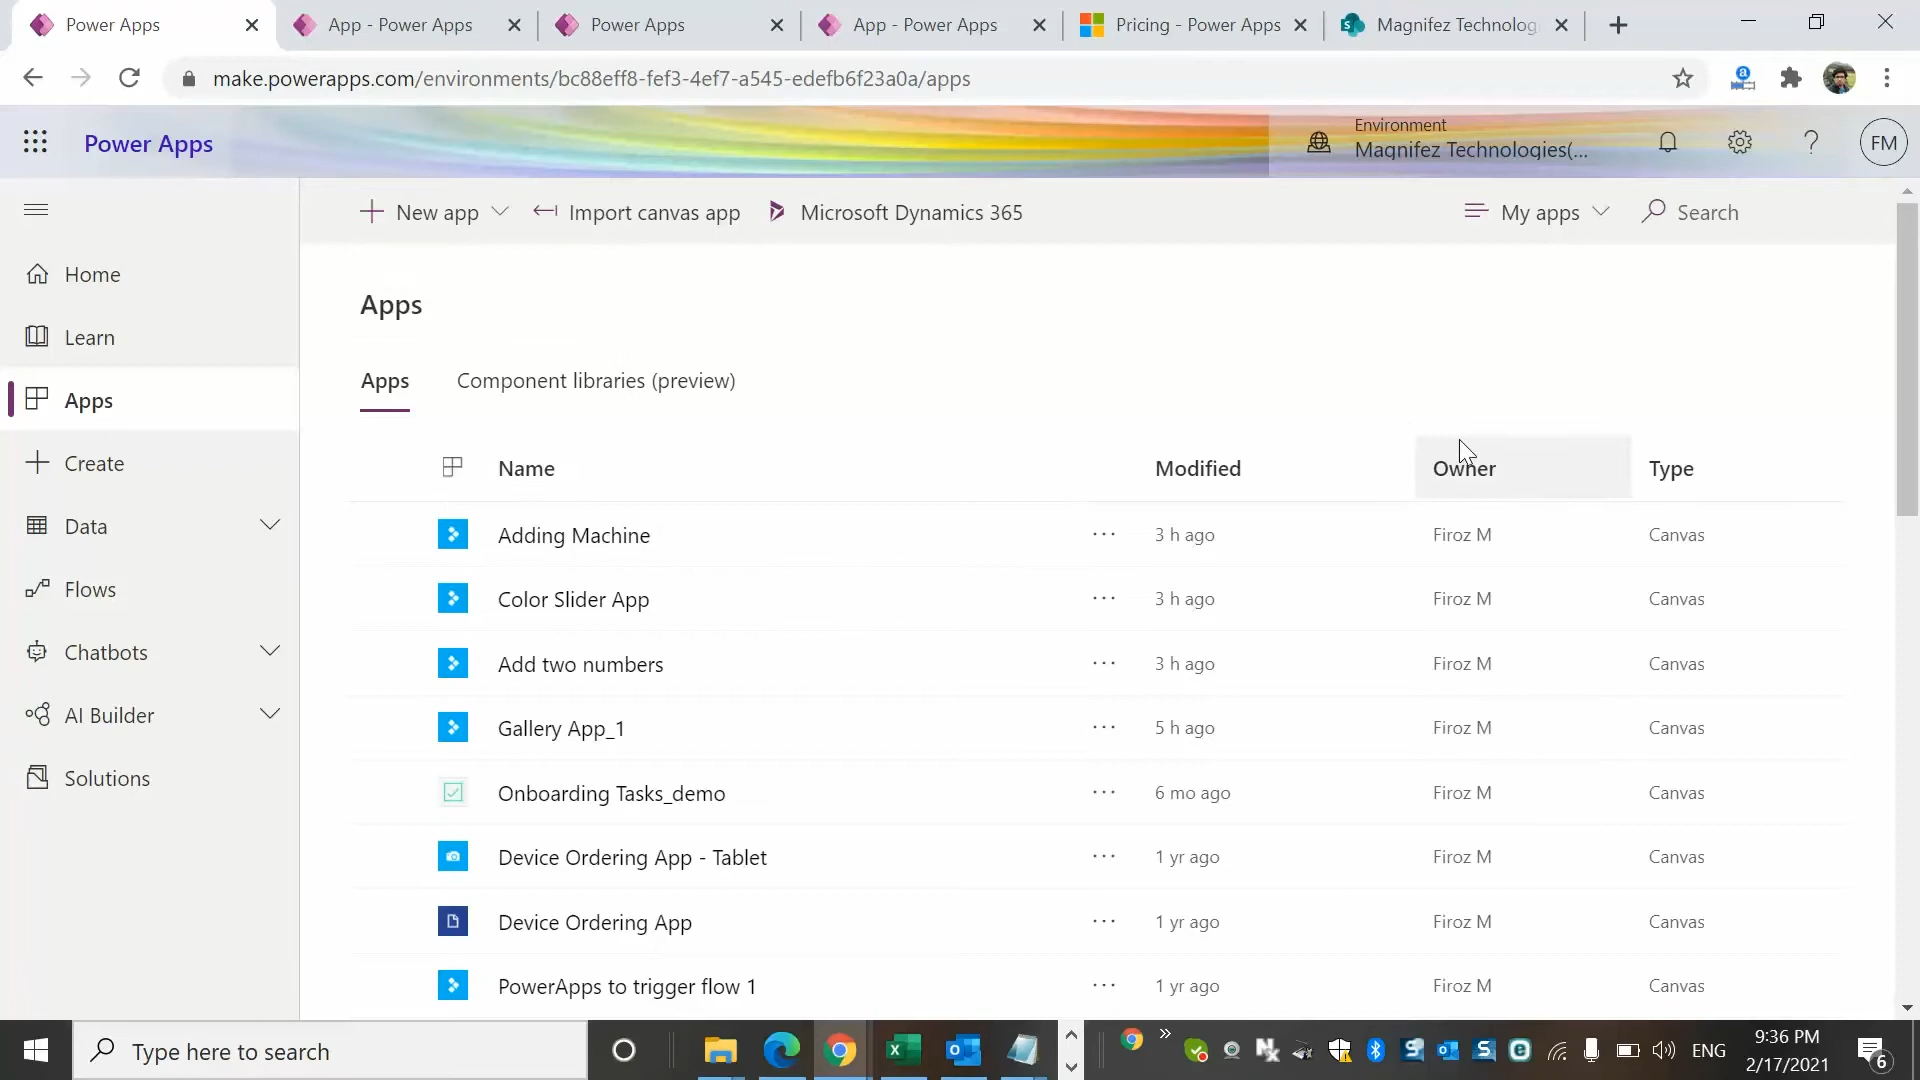 Power Apps
App - Power Apps
Power Apps
App - Power Apps
Pricing - Power Apps
Magnifez Technolog
make.powerapps.com/environments/bc88eff8-fef3-4ef7-a545-edefb6f23a0a/apps
Power Apps
Environment
Magnifez Technologies(...
FM
New app
Import canvas app
Microsoft Dynamics 365
My apps
Search
Home
Learn
Apps
Create
Data
Flows
Chatbots
AI Builder
Solutions
Apps
Apps Component libraries (preview)
Name Modified Owner Type
Adding Machine ··· 3 h ago Firoz M Canvas
Color Slider App ··· 3 h ago Firoz M Canvas
Add two numbers ··· 3 h ago Firoz M Canvas
Gallery App_1 ··· 5 h ago Firoz M Canvas
Onboarding Tasks_demo ··· 6 mo ago Firoz M Canvas
Device Ordering App - Tablet ··· 1 yr ago Firoz M Canvas
Device Ordering App ··· 1 yr ago Firoz M Canvas
PowerApps to trigger flow 1 ··· 1 yr ago Firoz M Canvas
Type here to search
ENG
9:36 PM
2/17/2021
6